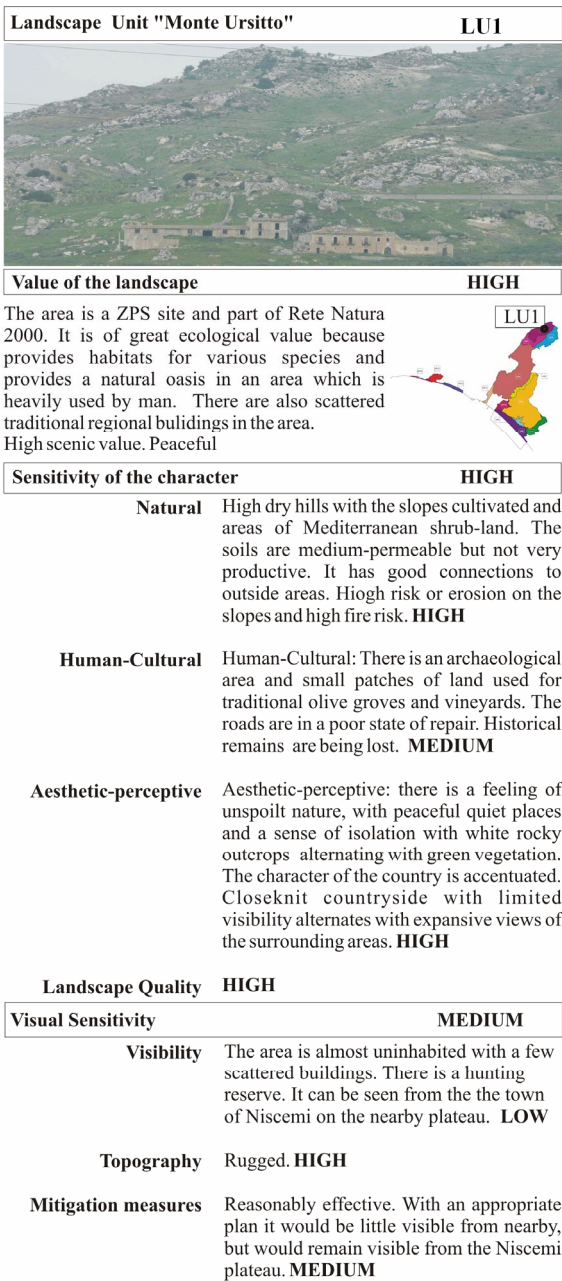 Landscape Unit "Monte Ursitto" LU1
Value of the landscape HIGH
The area is a ZPS site and part of Rete Natura
2000. It is of great ecological value because
provides habitats for various species and
provides a natural oasis in an area which is
heavily used by man. There are also scattered
traditional regional bulidings in the area.
High scenic value. Peaceful
LU1
Sensitivity of the character HIGH
Natural High dry hills with the slopes cultivated and
areas of Mediterranean shrub-land. The
soils are medium-permeable but not very
productive. It has good connections to
outside areas. Hiogh risk or erosion on the
slopes and high fire risk. HIGH
Human-Cultural Human-Cultural: There is an archaeological
area and small patches of land used for
traditional olive groves and vineyards. The
roads are in a poor state of repair. Historical
remains are being lost. MEDIUM
Aesthetic-perceptive Aesthetic-perceptive: there is a feeling of
unspoilt nature, with peaceful quiet places
and a sense of isolation with white rocky
outcrops alternating with green vegetation.
The character of the country is accentuated.
Closeknit countryside with limited
visibility alternates with expansive views of
the surrounding areas. HIGH
Landscape Quality HIGH
Visual Sensitivity MEDIUM
Visibility The area is almost uninhabited with a few
scattered buildings. There is a hunting
reserve. It can be seen from the the town
of Niscemi on the nearby plateau. LOW
Topography Rugged. HIGH
Mitigation measures Reasonably effective. With an appropriate
plan it would be little visible from nearby,
but would remain visible from the Niscemi
plateau. MEDIUM